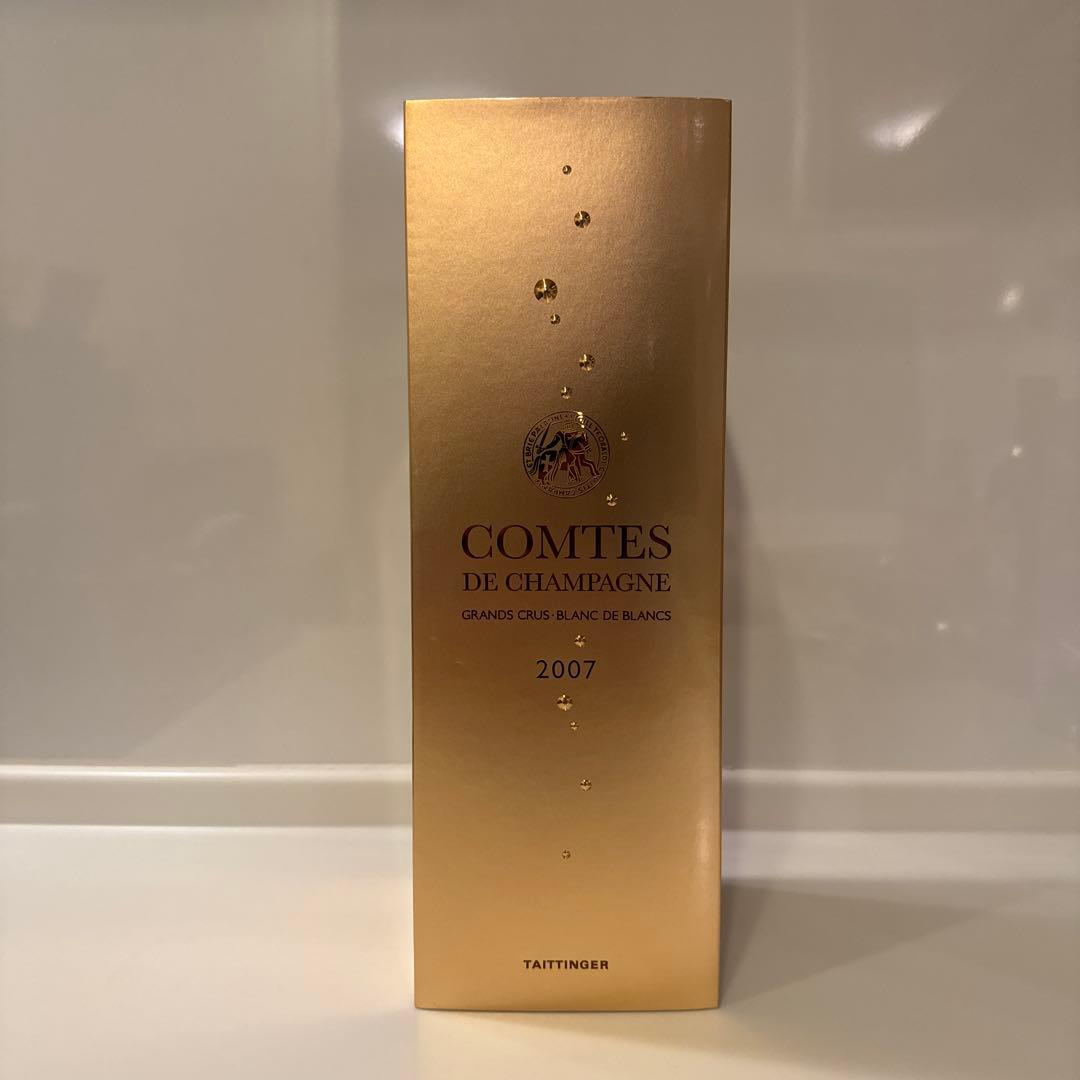 COMTES
DE CHAMPAGNE
GRANDS CRUS·BLANC DE BLANCS
2007
TAITTINGER